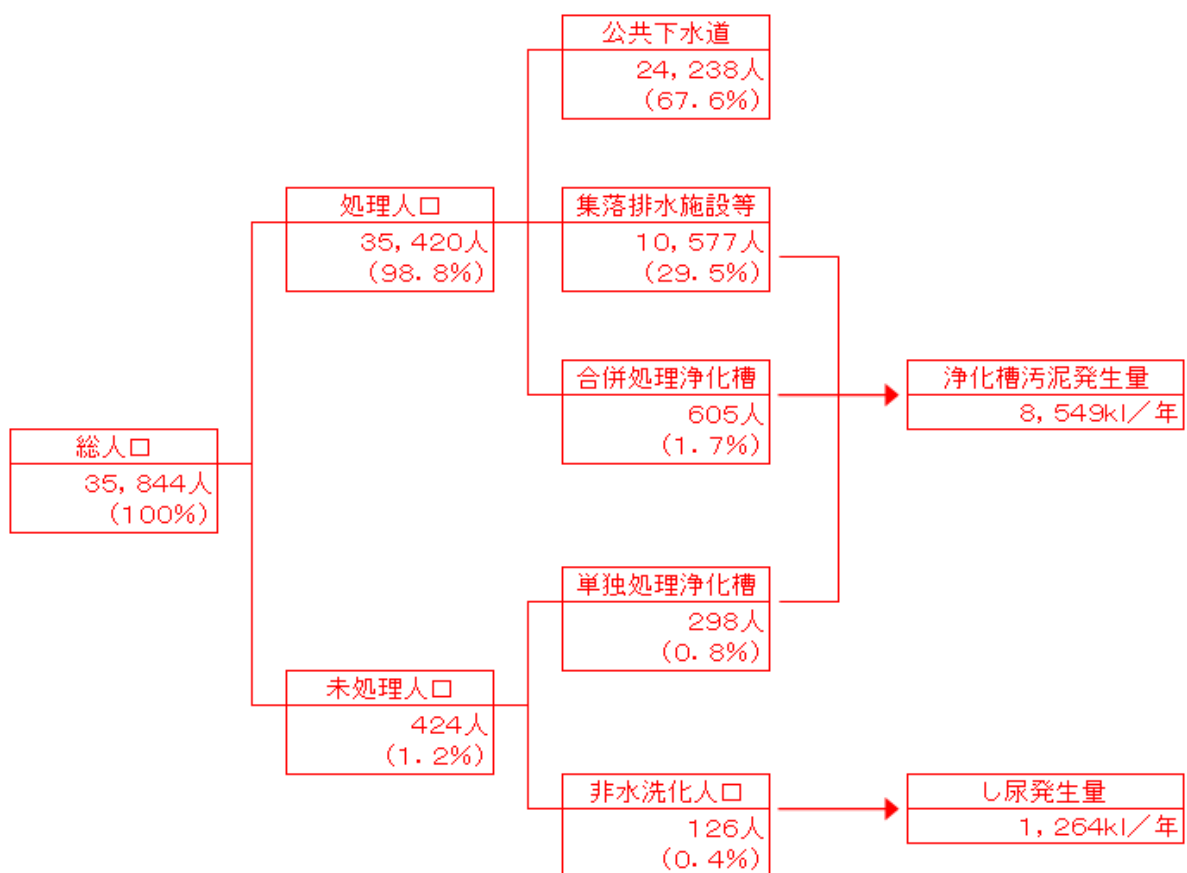 公共下水道
24,238人
(67.6%)
処理人口
35,420人
(98.8%)
集落排水施設等
10,577人
(29.5%)
合併処理浄化槽
605人
(1.7%)
浄化槽汚泥発生量
8,549kl/年
総人口
35,844人
(100%)
単独処理浄化槽
298人
(0.8%)
未処理人口
424人
(1.2%)
非水洗化人口
126人
(0.4%)
し尿発生量
1,264kl/年